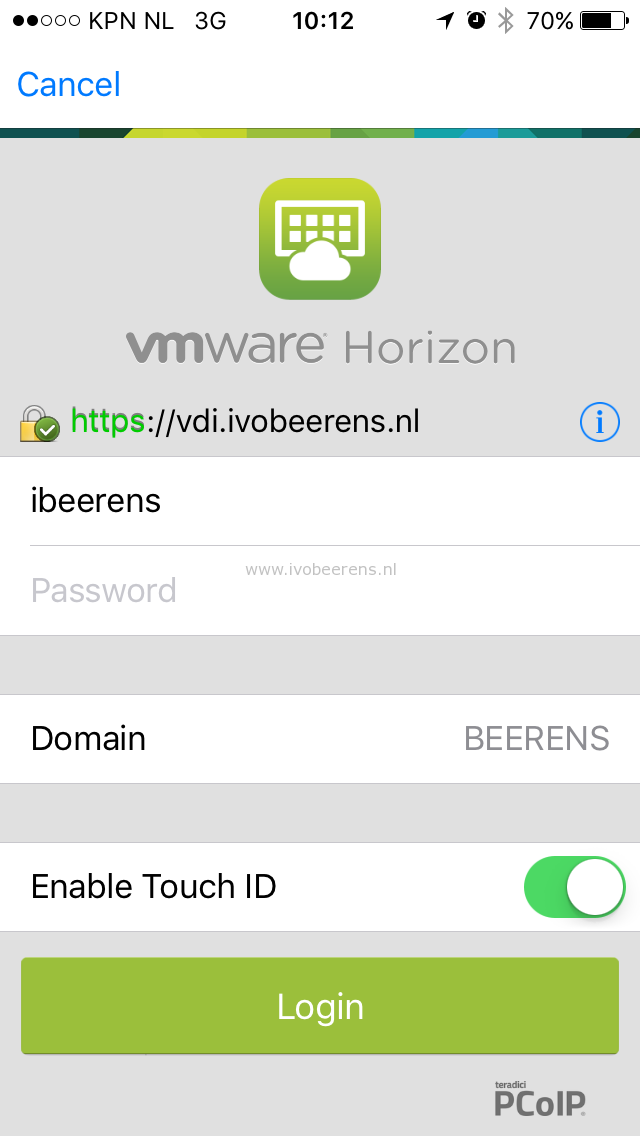 KPN NL 3G 10:12 70%
Cancel
vmware Horizon
https://vdi.ivobeerens.nl
ibeerens
www.ivobeerens.nl
Password
Domain BEERENS
Enable Touch ID
Login
teradici
PCoIP